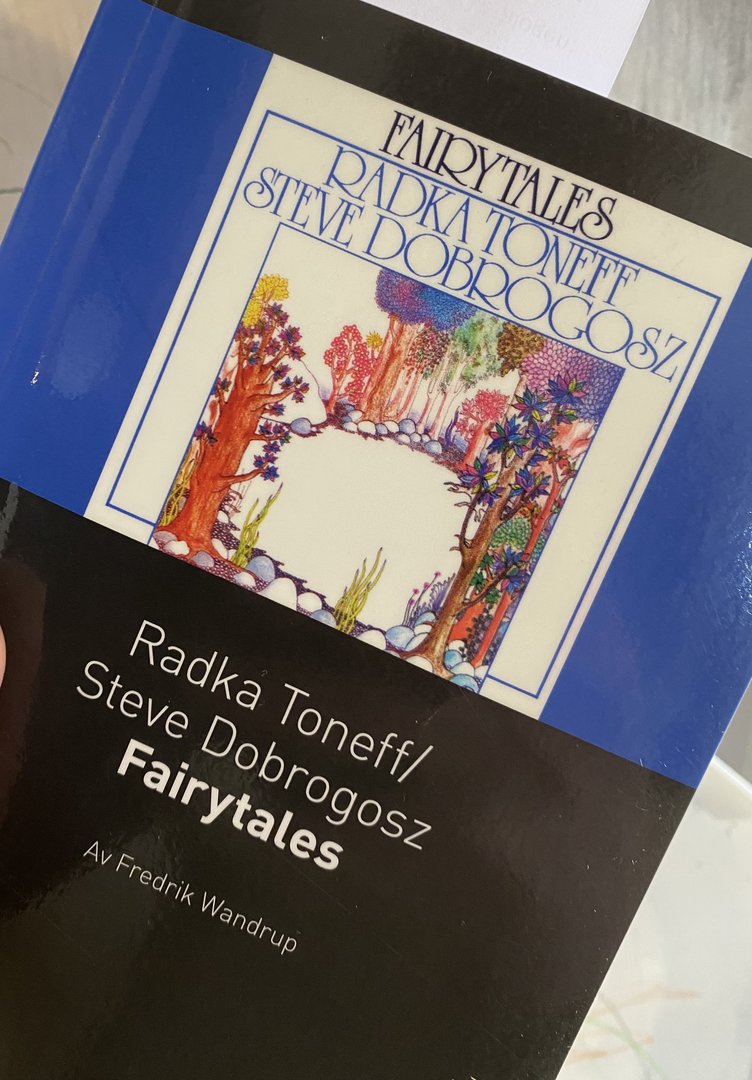 FAIRYTALES
RADKA TONEFF
STEVE DOBROGOSZ
Radka Toneff/
Steve Dobrogosz
Fairytales
Av Fredrik Wandrup